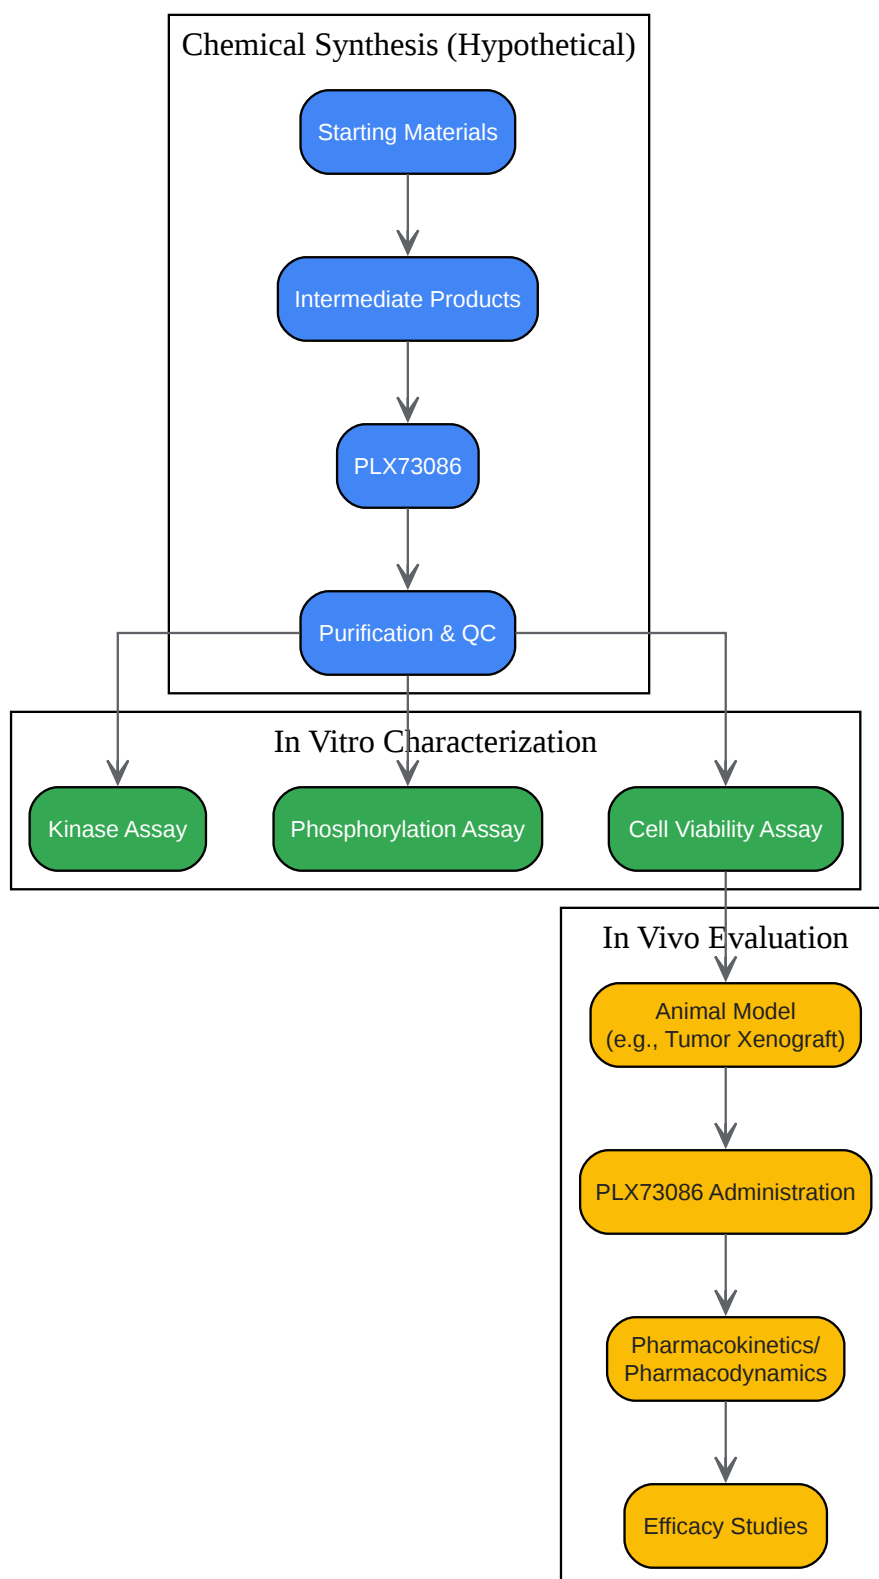 Chemical Synthesis (Hypothetical)
Starting Materials
Intermediate Products
PLX73086
Purification & QC
In Vitro Characterization
Kinase Assay
Phosphorylation Assay
Cell Viability Assay
In Vivo Evaluation
Animal Model
(e.g., Tumor Xenograft)
PLX73086 Administration
Pharmacokinetics/
Pharmacodynamics
Efficacy Studies